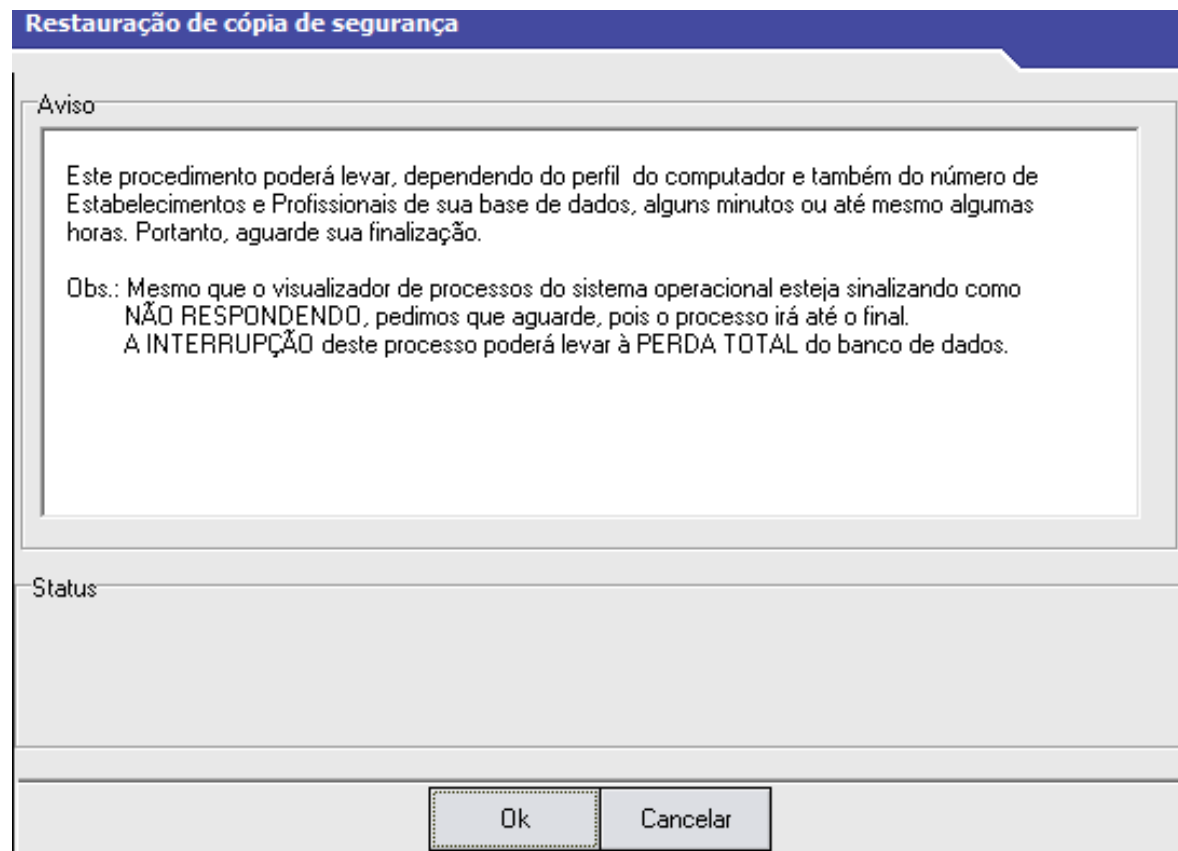 Restauração de cópia de segurança
Aviso
Este procedimento poderá levar, dependendo do perfil do computador e também do número de
Estabelecimentos e Profissionais de sua base de dados, alguns minutos ou até mesmo algumas
horas. Portanto, aguarde sua finalização.
Obs.: Mesmo que o visualizador de processos do sistema operacional esteja sinalizando como
NÃO RESPONDENDO, pedimos que aguarde, pois o processo irá até o final.
A INTERRUPÇÃO deste processo poderá levar à PERDA TOTAL do banco de dados.
Status
Ok Cancelar